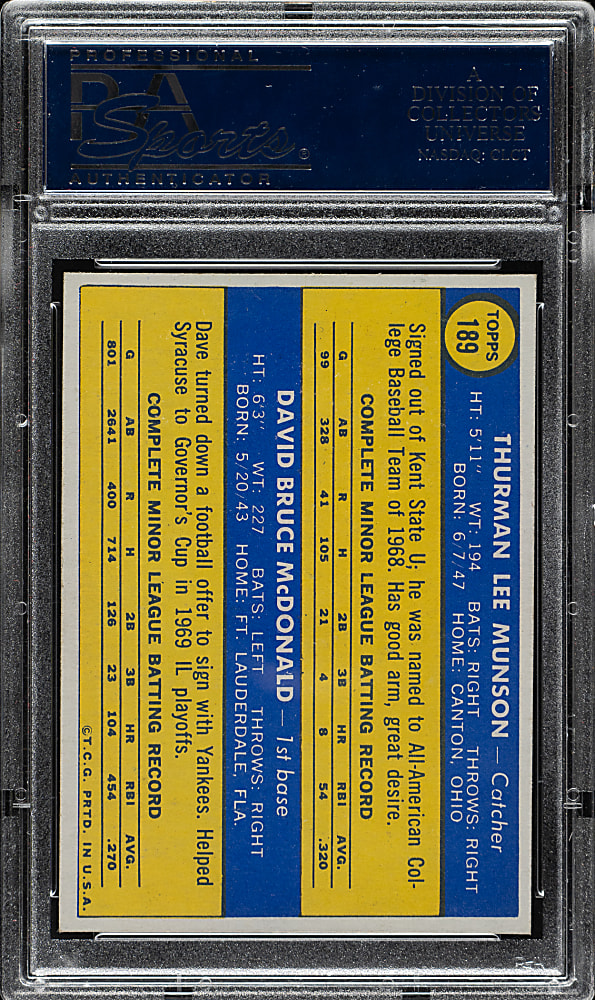 PROFESSIONAL
PSA
Sports®
AUTHENTICATOR
A
DIVISION OF
COLLECTORS
UNIVERSE
NASDAQ: CLCT
TOPPS
189
THURMAN LEE MUNSON — Catcher
HT: 5'11" WT: 194 BATS: RIGHT THROWS: RIGHT
BORN: 6/7/47 HOME: CANTON, OHIO
Signed out of Kent State U; he was named to All-American Col-
lege Baseball Team of 1968. Has good arm, great desire.
COMPLETE MINOR LEAGUE BATTING RECORD
G AB R H 2B 3B HR RBI AVG.
99 328 41 105 21 4 8 54 .320
DAVID BRUCE McDONALD — 1st base
HT: 6'3" WT: 227 BATS: LEFT THROWS: RIGHT
BORN: 5/20/43 HOME: FT. LAUDERDALE, FLA.
Dave turned down a football offer to sign with Yankees. Helped
Syracuse to Governor's Cup in 1969 IL playoffs.
COMPLETE MINOR LEAGUE BATTING RECORD
G AB R H 2B 3B HR RBI AVG.
801 2641 400 714 126 23 104 454 .270
©T.C.G. PRTD. IN U.S.A.